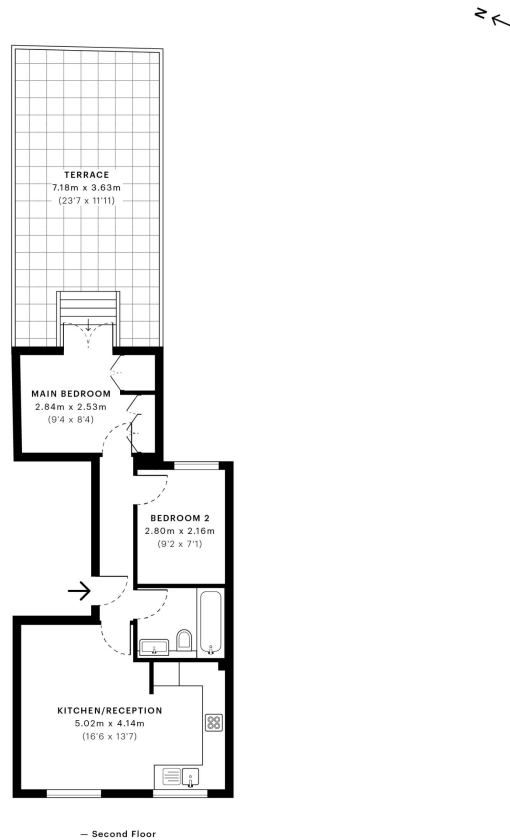 N
TERRACE
7.18m x 3.63m
(23'7 x 11'11)
MAIN BEDROOM
2.84m x 2.53m
(9'4 x 8'4)
BEDROOM 2
2.80m x 2.16m
(9'2 x 7'1)
KITCHEN/RECEPTION
5.02m x 4.14m
(16'6 x 13'7)
— Second Floor